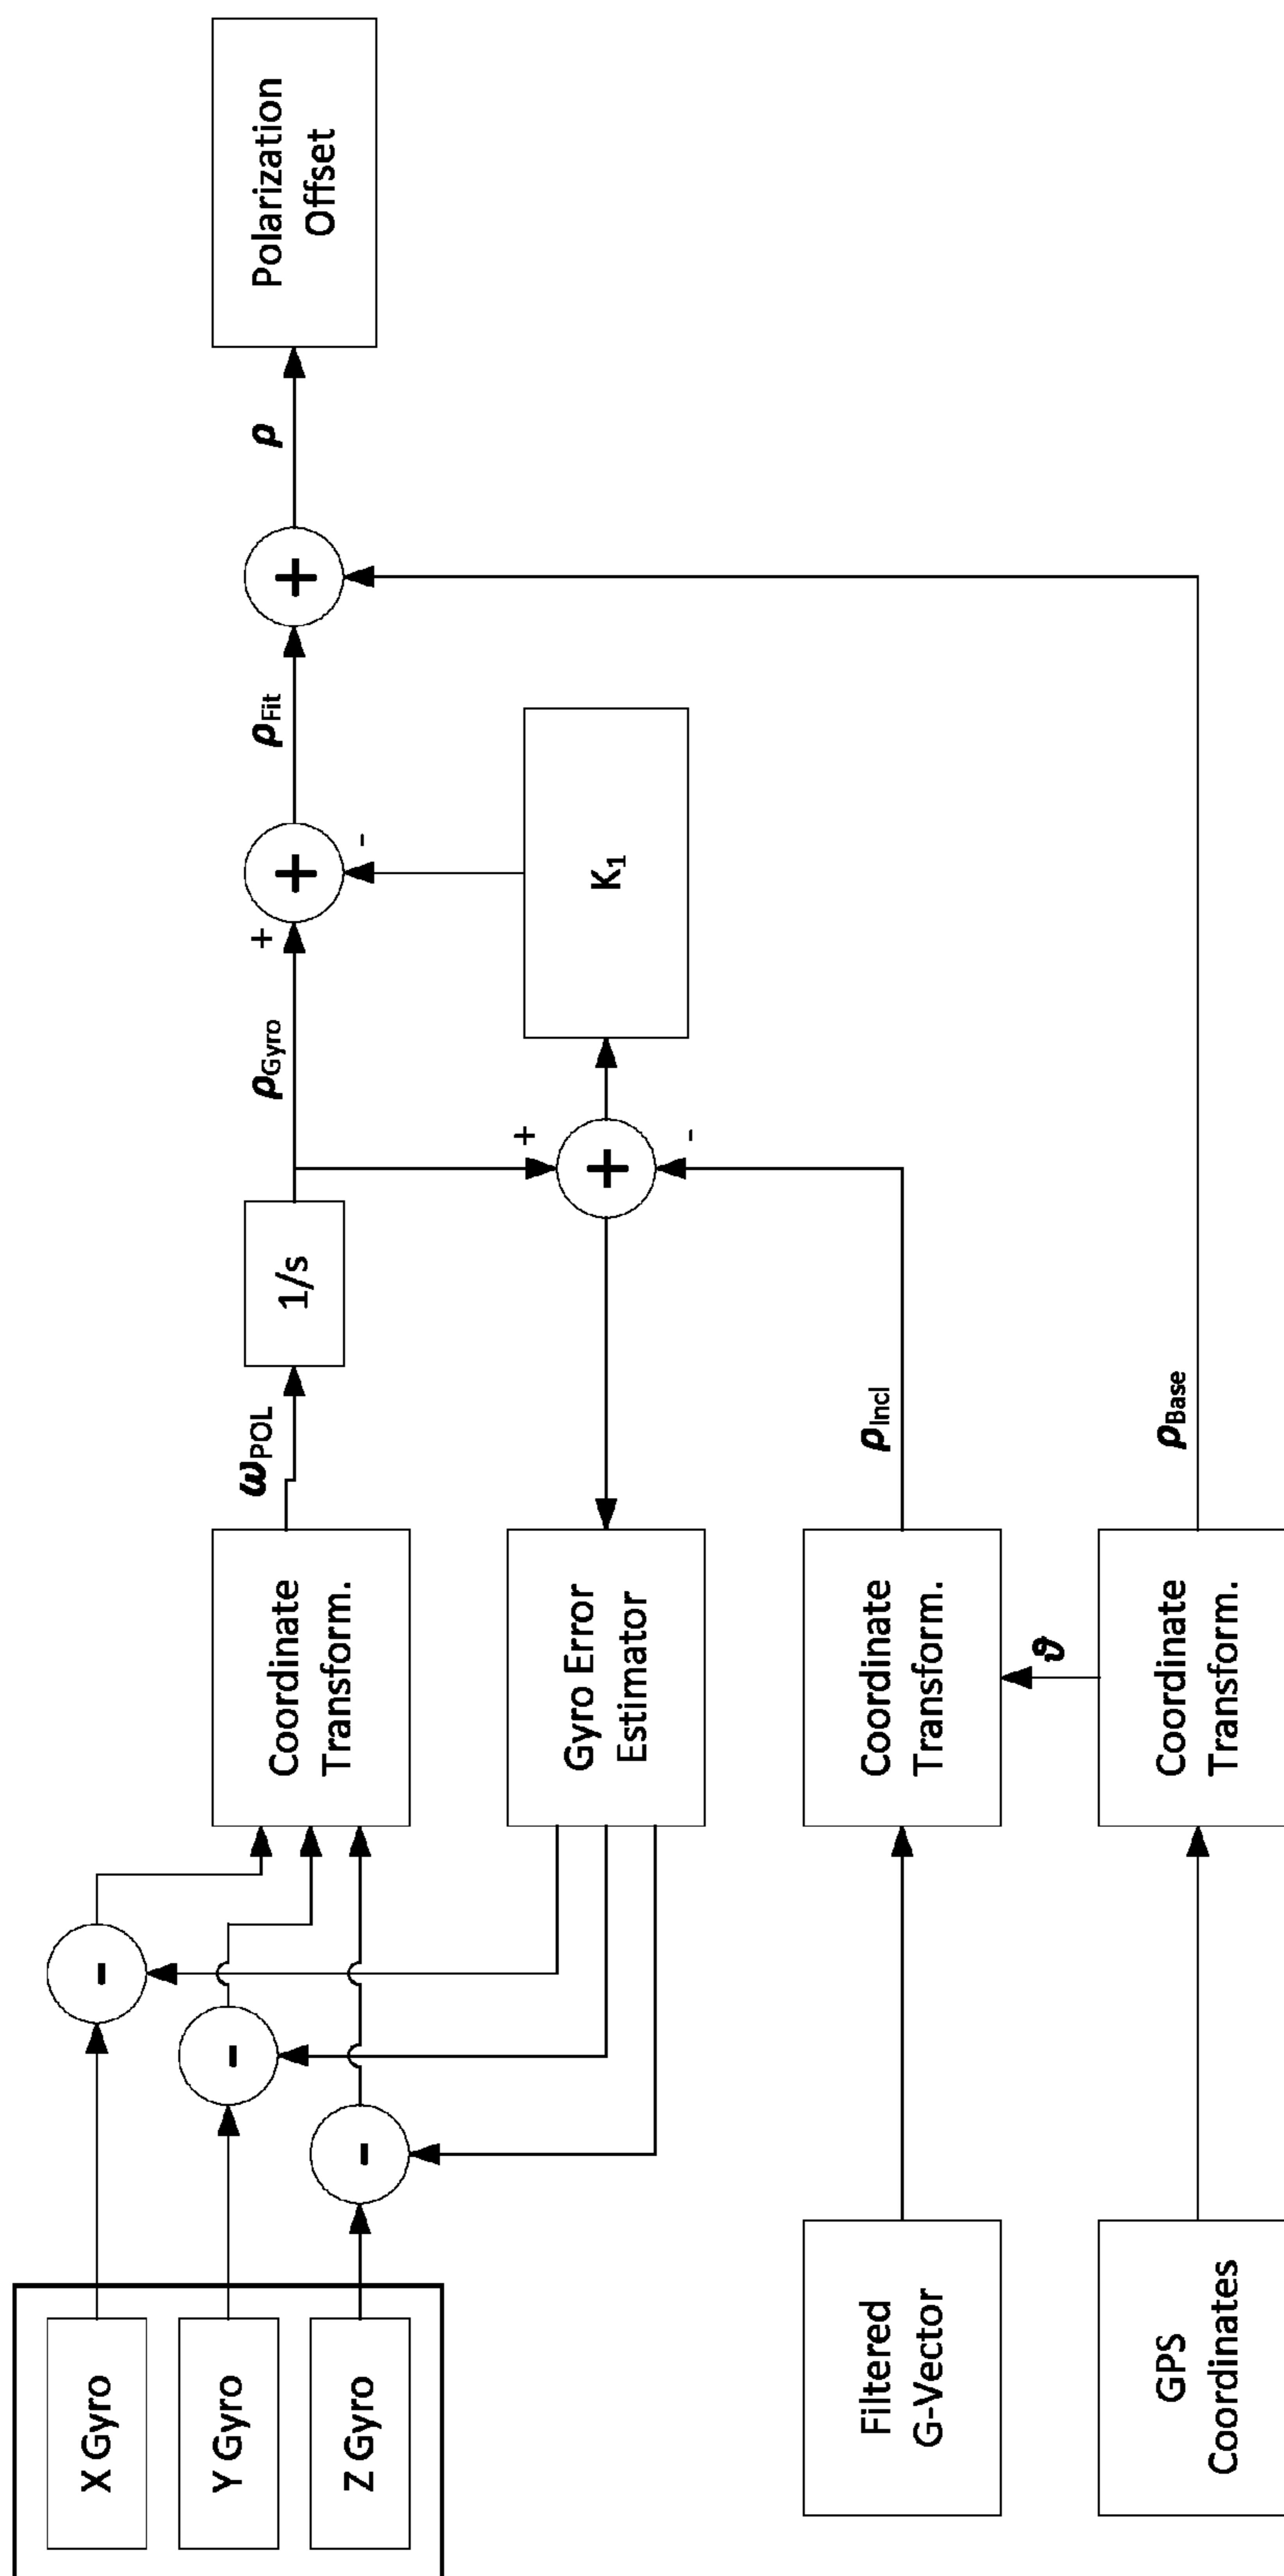 X Gyro
Y Gyro
Z Gyro
-
-
-
Coordinate
Transform.
ωPOL
1/s
ρGyro
+
+
-
ρFit
+
ρ
Polarization
Offset
Gyro Error
Estimator
+
+
-
K1
Filtered
G-Vector
Coordinate
Transform.
ρIncl
ϑ
GPS
Coordinates
Coordinate
Transform.
ρBase